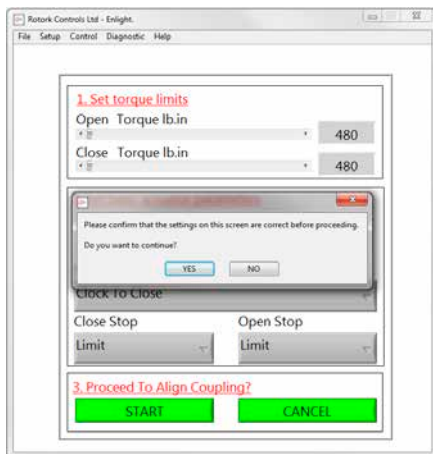 Rotork Controls Ltd - Enlight.
File Setup Control Diagnostic Help
1. Set torque limits
Open Torque lb.in
480
Close Torque lb.in
480
Please confirm that the settings on this screen are correct before proceeding.
Do you want to continue?
YES NO
Clock To Close
Close Stop Open Stop
Limit Limit
3. Proceed To Align Coupling?
START CANCEL